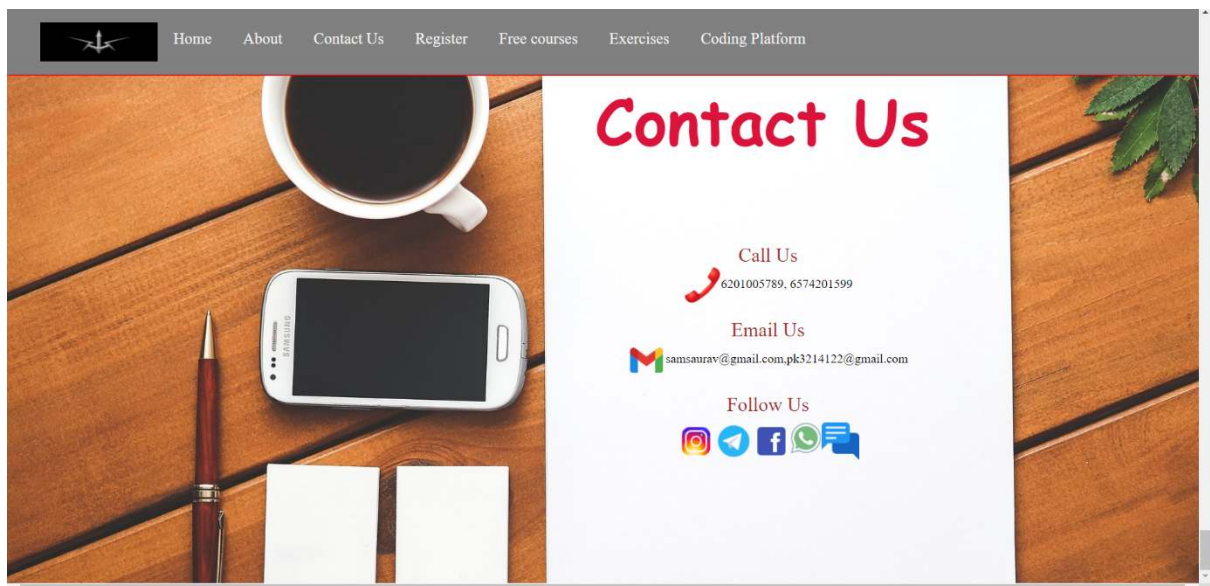 Home About Contact Us Register Free courses Exercises Coding Platform
Contact Us
SAMSUNG
Call Us
6201005789, 6574201599
Email Us
samsaurav@gmail.com,pk3214122@gmail.com
Follow Us